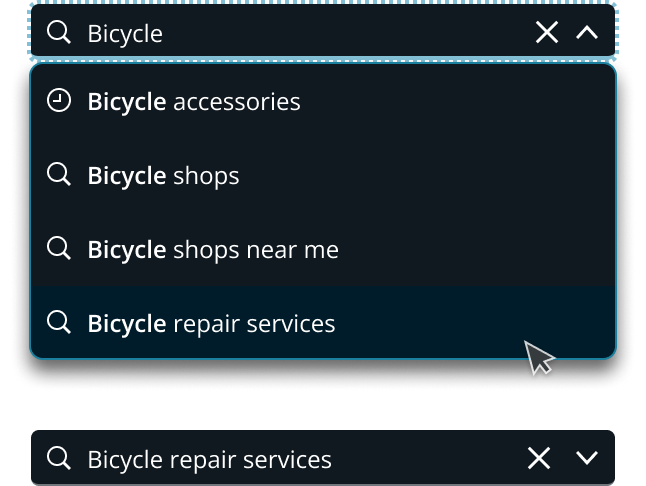 Bicycle
Bicycle accessories
Bicycle shops
Bicycle shops near me
Bicycle repair services
Bicycle repair services